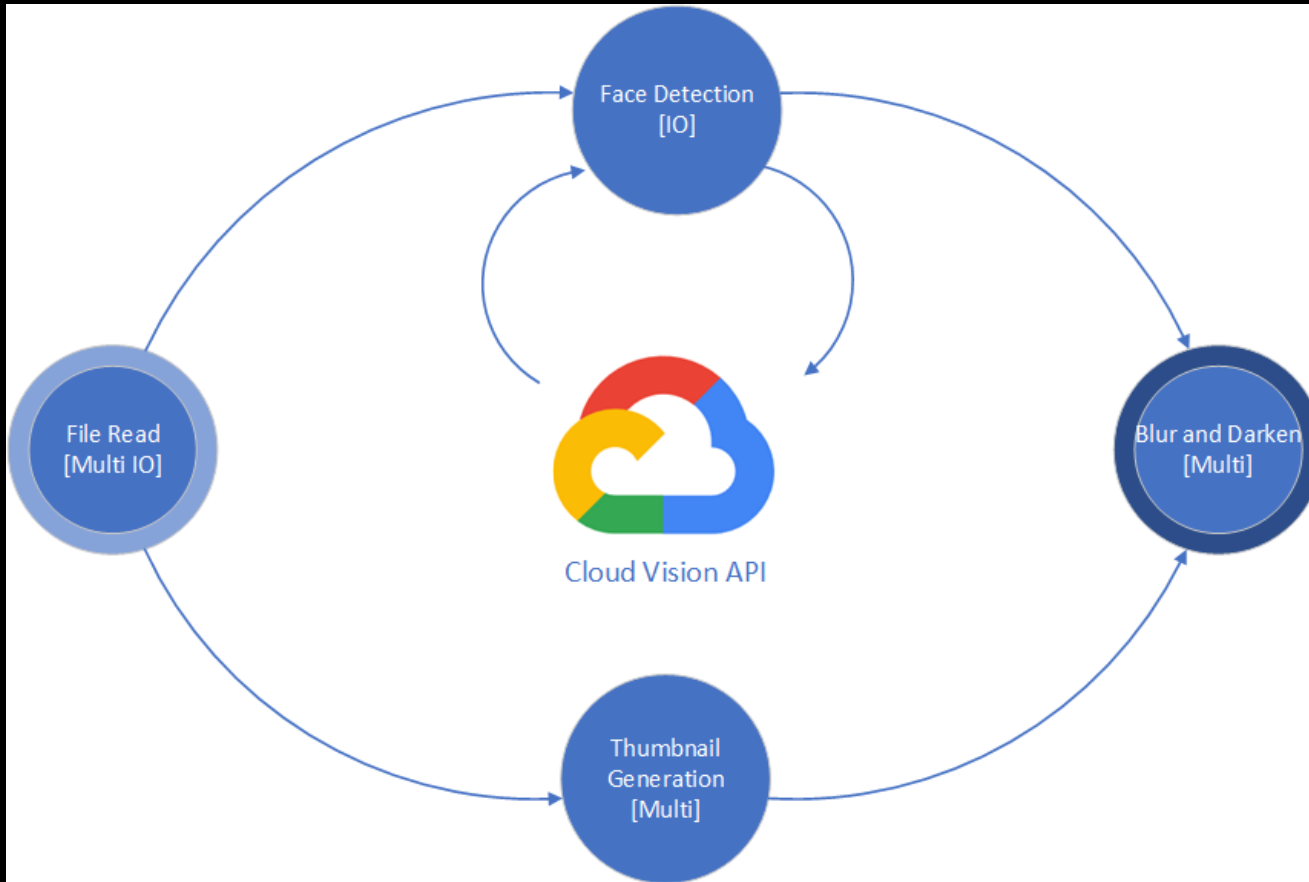 Face Detection
[IO]
File Read
[Multi IO]
Blur and Darken
[Multi]
Cloud Vision API
Thumbnail
Generation
[Multi]